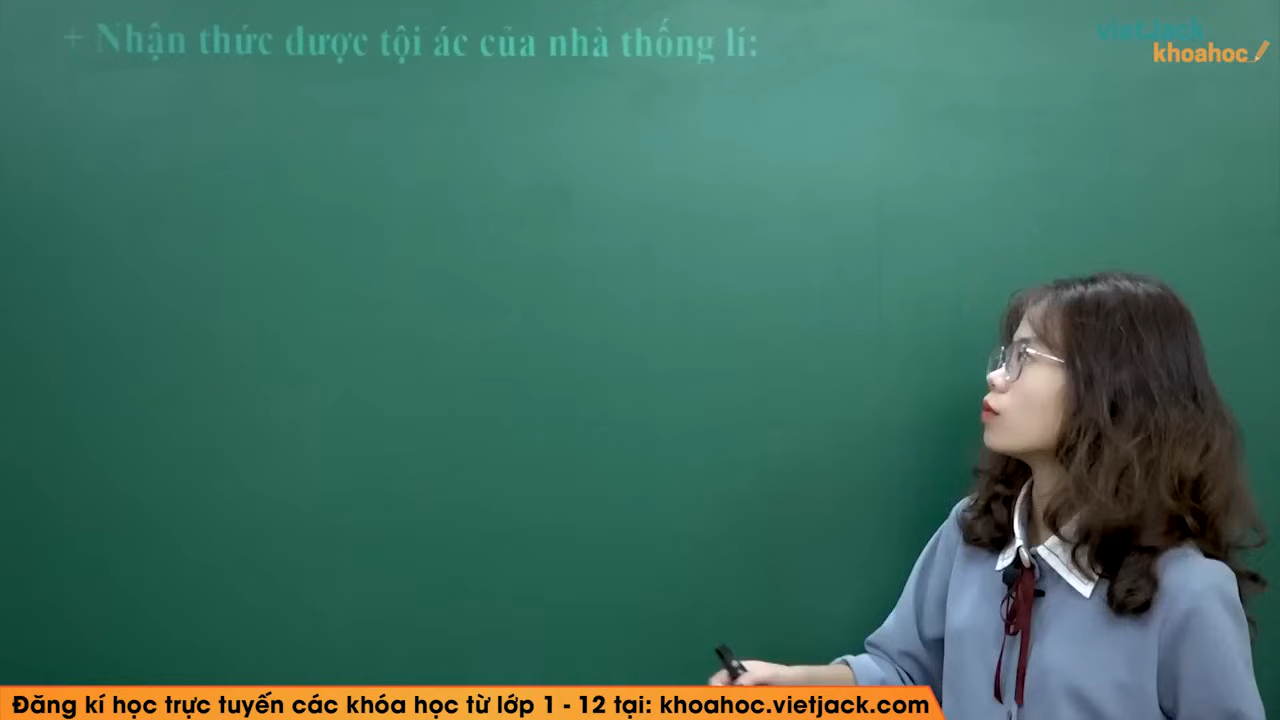 + Nhận thức được tội ác của nhà thống lí:
vietjack
khoahoc
Đăng kí học trực tuyến các khóa học từ lớp 1 - 12 tại: khoahoc.vietjack.com